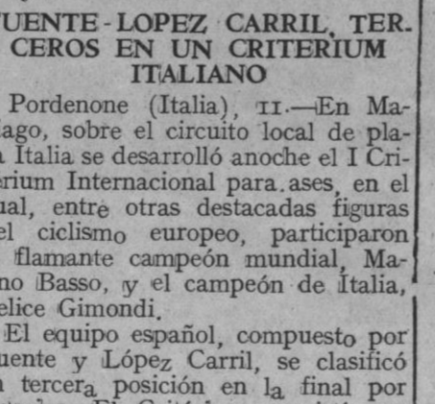 UENTE-LOPEZ CARRIL, TER-
CEROS EN UN CRITERIUM
ITALIANO
Pordenone (Italia), 11.—En Ma-
iago, sobre el circuito local de pla-
a Italia se desarrolló anoche el I Cri-
erium Internacional para.ases, en el
ual, entre otras destacadas figuras
el ciclismo europeo, participaron
flamante campeón mundial, Ma-
no Basso, y el campeón de Italia,
elice Gimondi.
El equipo español, compuesto por
uente y López Carril, se clasificó
tercera posición en la final por